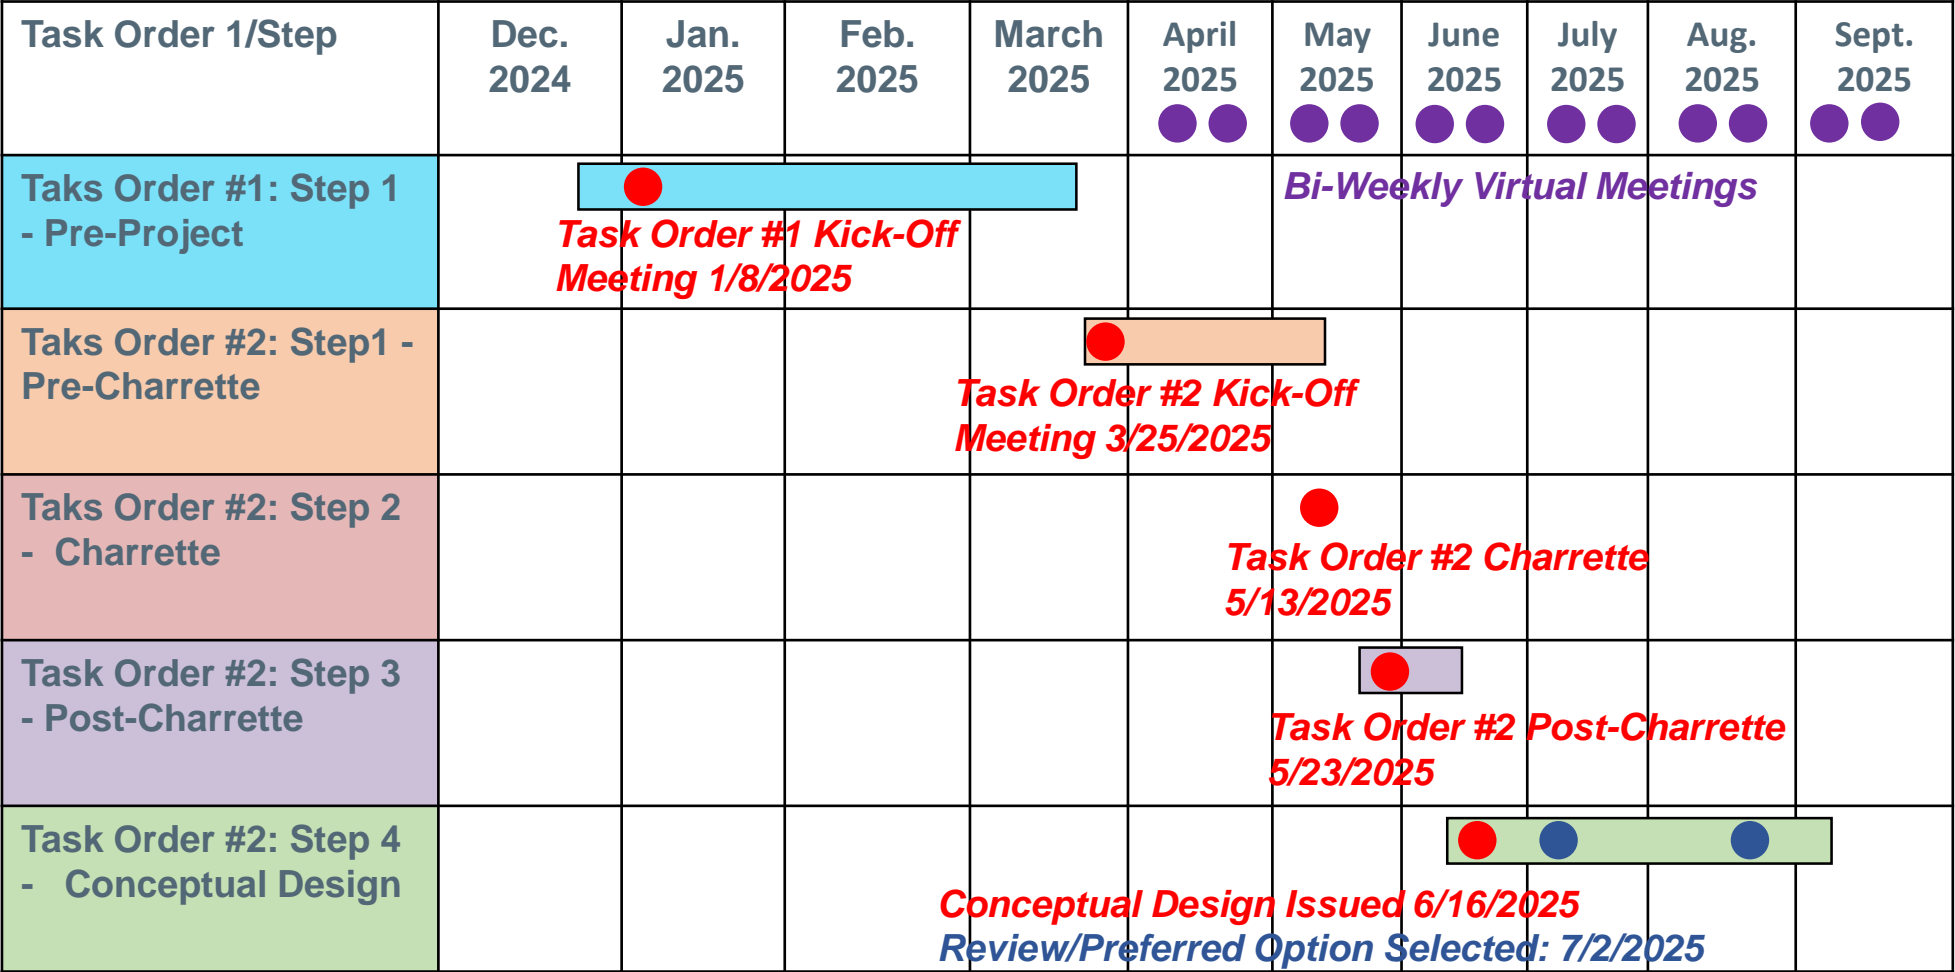 Task Order 1/Step
Dec.
2024
Jan.
2025
Feb.
2025
March
2025
April
2025
May
2025
June
2025
July
2025
Aug.
2025
Sept.
2025
Taks Order #1: Step 1
- Pre-Project
Bi-Weekly Virtual Meetings
Task Order #1 Kick-Off
Meeting 1/8/2025
Taks Order #2: Step1 -
Pre-Charrette
Task Order #2 Kick-Off
Meeting 3/25/2025
Taks Order #2: Step 2
- Charrette
Task Order #2 Charrette
5/13/2025
Task Order #2: Step 3
- Post-Charrette
Task Order #2 Post-Charrette
5/23/2025
Task Order #2: Step 4
- Conceptual Design
Conceptual Design Issued 6/16/2025
Review/Preferred Option Selected: 7/2/2025